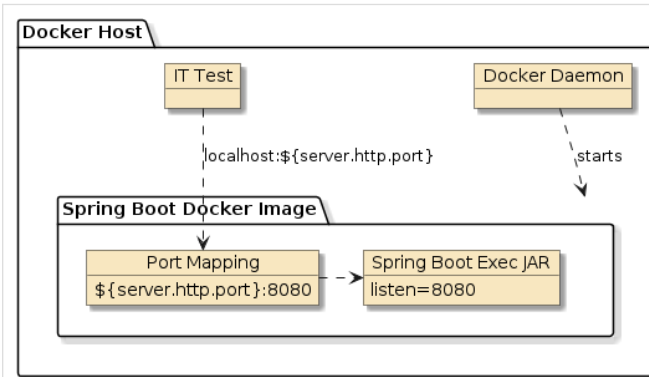 Docker Host
IT Test
Docker Daemon
localhost:${server.http.port}
starts
Spring Boot Docker Image
Port Mapping
${server.http.port}:8080
Spring Boot Exec JAR
listen=8080